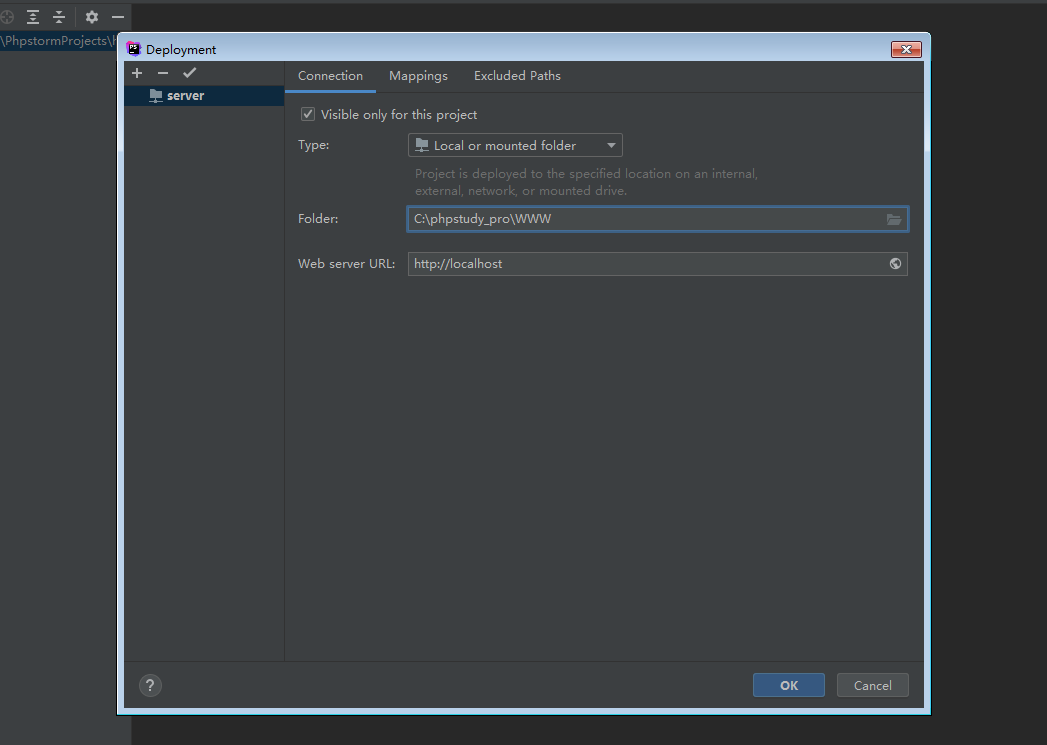 \PhpstormProjects\
Deployment
server
Connection Mappings Excluded Paths
Visible only for this project
Type: Local or mounted folder
Project is deployed to the specified location on an internal,
external, network, or mounted drive.
Folder: C:\phpstudy_pro\WWW
Web server URL: http://localhost
? OK Cancel